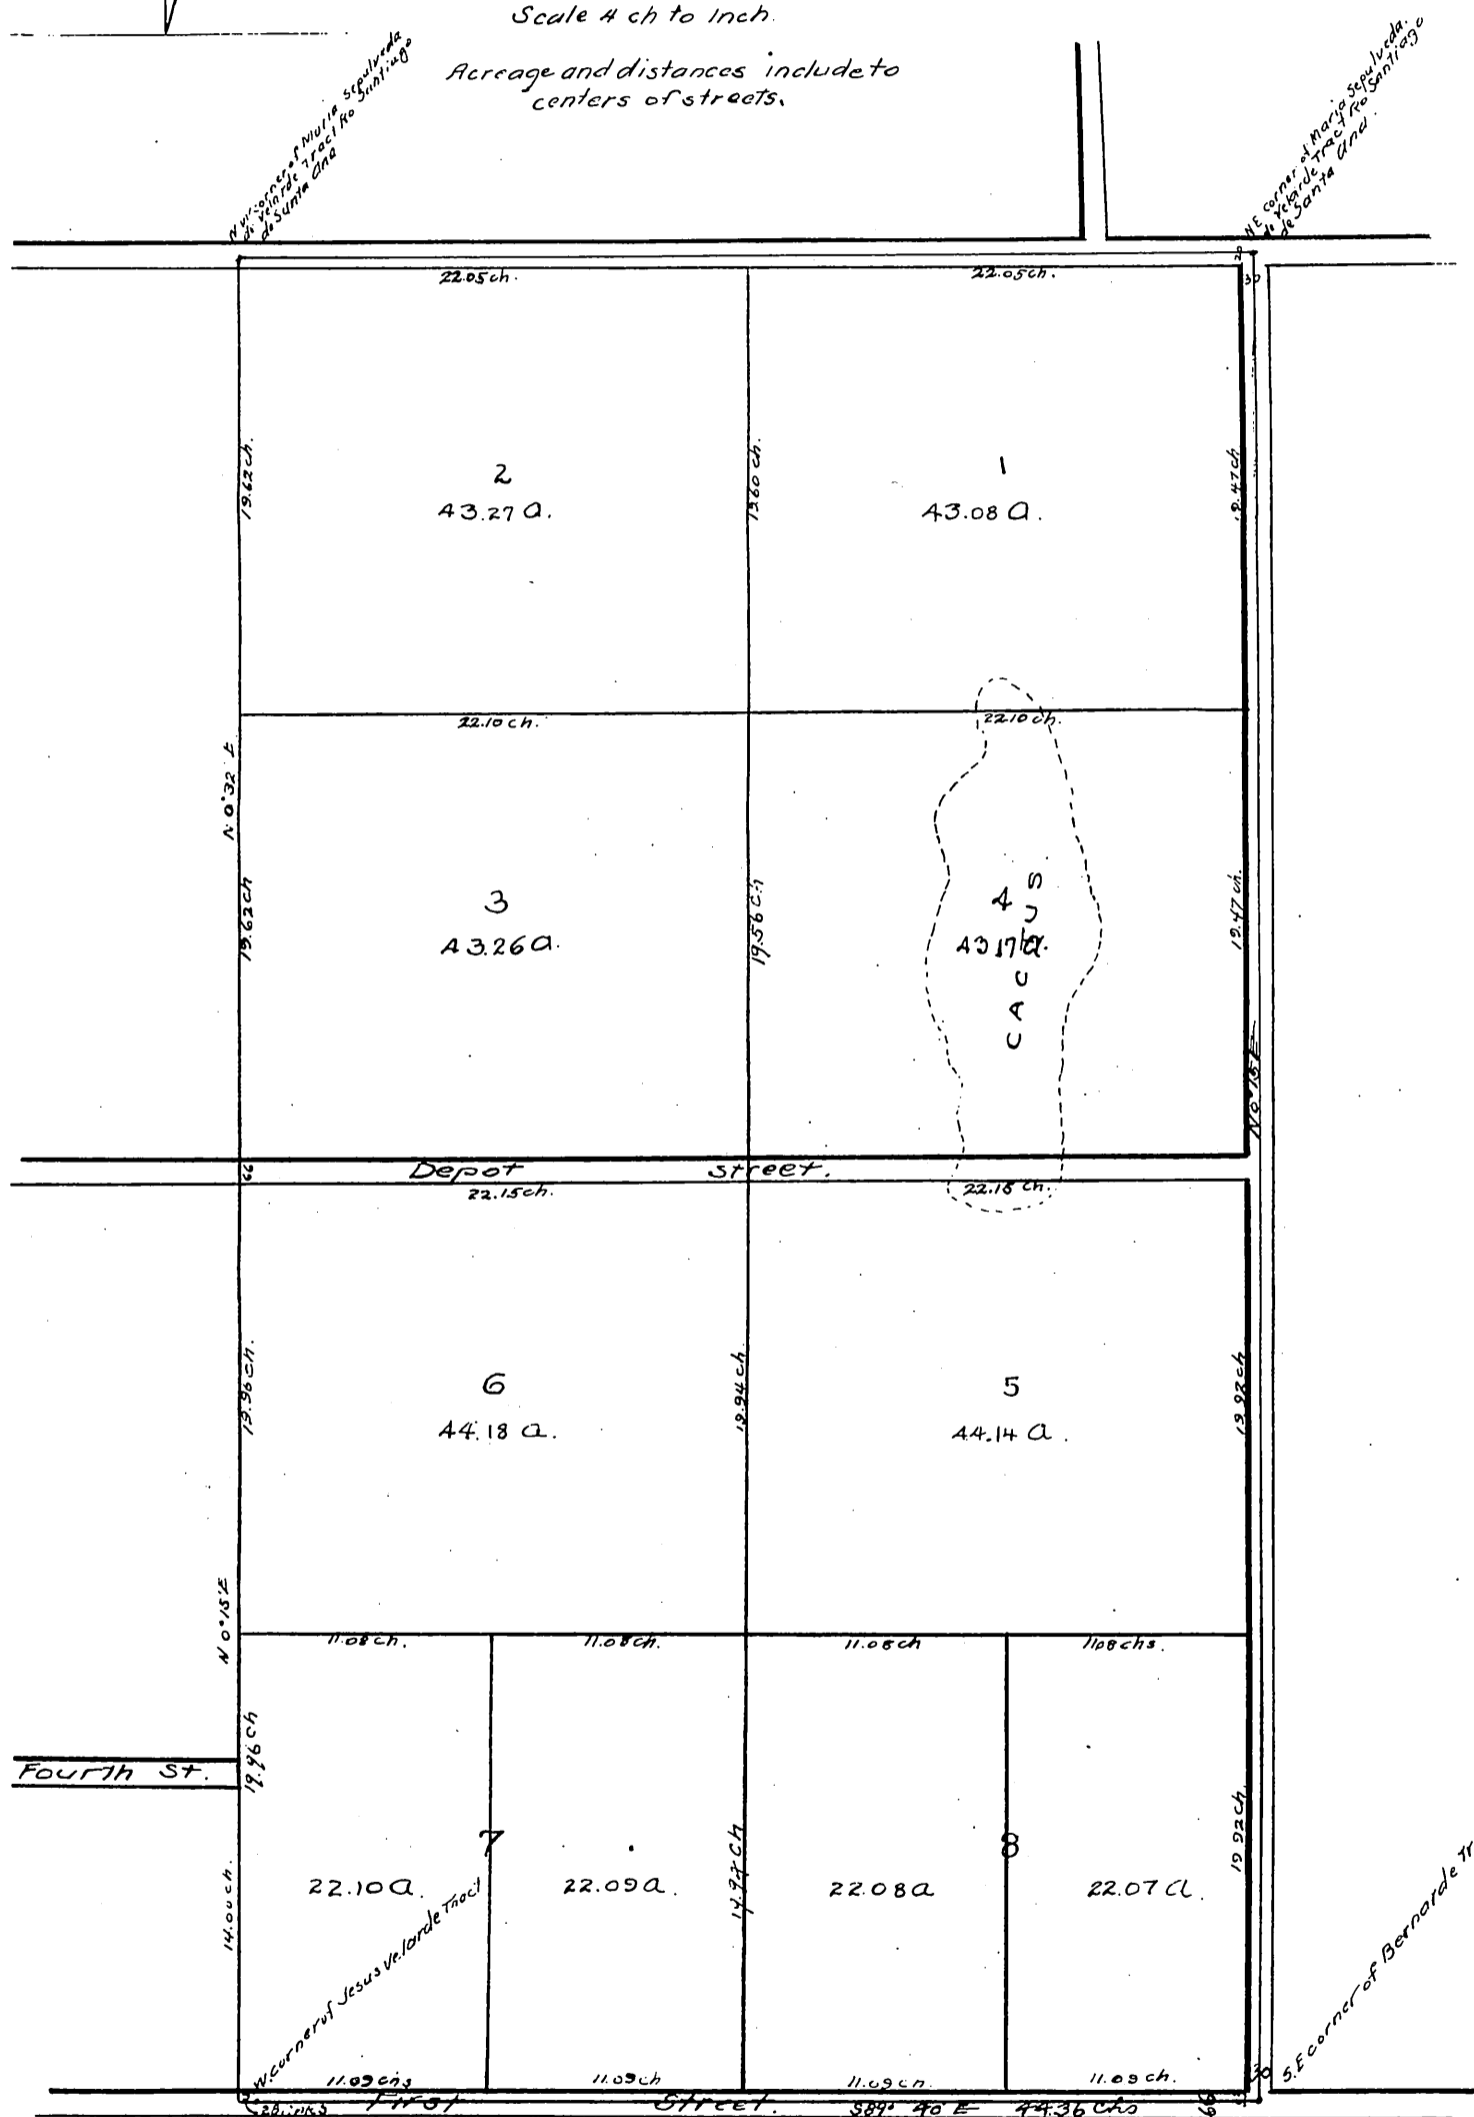 Scale 4 ch to Inch.
Acreage and distances include to
centers of streets.
N W corner of Maria Sepulveda
de Velarde Tract Ro Santiago
de Santa Ana
N E corner of Maria Sepulveda.
de Velarde Tract Ro Santiago
de Santa Ana.
22.05 ch.
22.05 ch.
30
19.62 ch.
2
43.27 a.
19.60 ch.
1
43.08 a.
19.47 ch
22.10 ch.
22.10 ch.
N 0° 32' E
19.62 ch
3
43.26 a.
19.56 ch
4
43.17 a.
CACTUS
19.47 ch.
N 0° 15' E
66
Depot Street.
22.15 ch.
22.15 ch.
19.96 ch.
6
44.18 a.
19.94 ch.
5
44.14 a.
19.92 ch
N 0° 15' E
11.08 ch.
11.08 ch.
11.08 ch
11.08 chs.
19.96 ch
Fourth St.
7
8
19.92 ch.
14.00 ch.
22.10 a.
22.09 a.
22.08 a
22.07 a.
W. corner of Jesus Velarde Tract
S. E corner of Bernarde Tr
11.09 chs
11.09 ch
11.09 ch.
11.09 ch.
30
First Street.
S 89° 40' E 44.36 chs
66